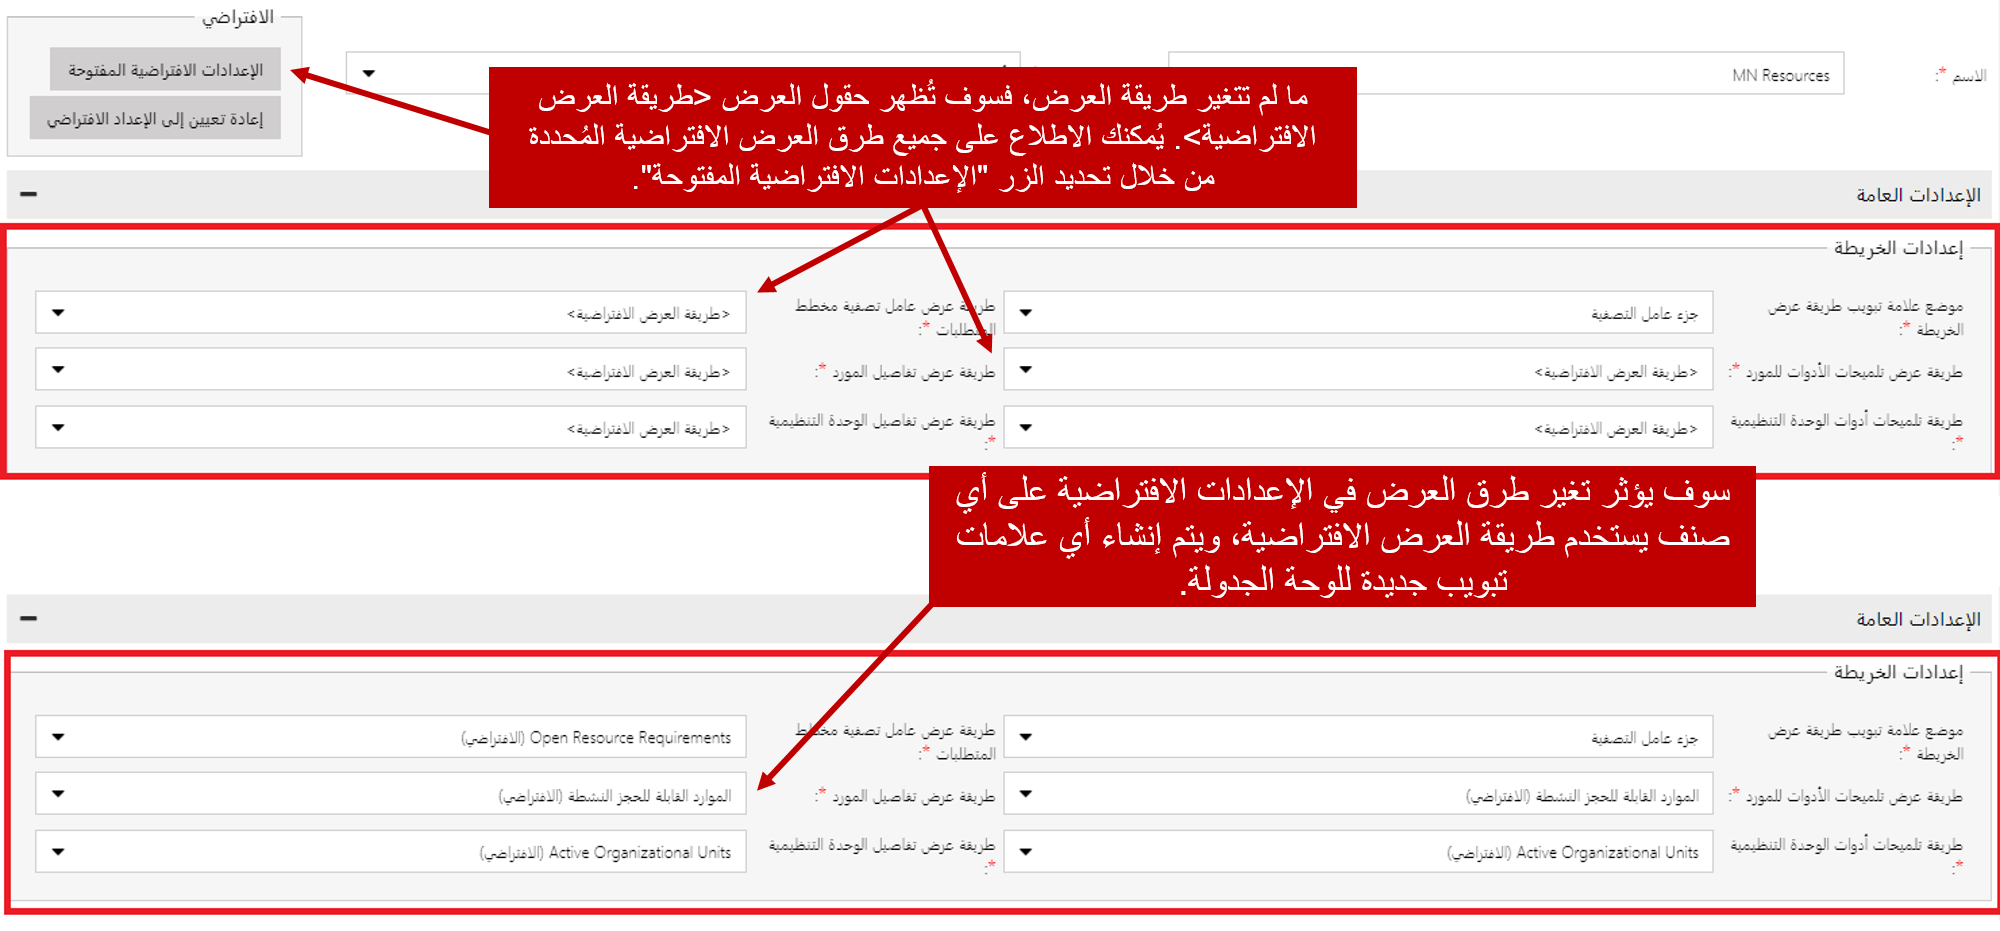 الافتراضي
الإعدادات الافتراضية المفتوحة
إعادة تعيين إلى الإعداد الافتراضي
الاسم *:
MN Resources
ما لم تتغير طريقة العرض، فسوف تُظهر حقول العرض <طريقة العرض
الافتراضية>. يُمكنك الاطلاع على جميع طرق العرض الافتراضية المُحددة
من خلال تحديد الزر "الإعدادات الافتراضية المفتوحة".
الإعدادات العامة
إعدادات الخريطة
موضع علامة تبويب طريقة عرض
الخريطة *:
جزء عامل التصفية
طريقة عرض عامل تصفية مخطط
المتطلبات *:
<طريقة العرض الافتراضية>
طريقة عرض تلميحات الأدوات للمورد *:
<طريقة العرض الافتراضية>
طريقة عرض تفاصيل المورد *:
<طريقة العرض الافتراضية>
طريقة تلميحات أدوات الوحدة التنظيمية
*:
<طريقة العرض الافتراضية>
طريقة عرض تفاصيل الوحدة التنظيمية
*:
<طريقة العرض الافتراضية>
سوف يؤثر تغير طرق العرض في الإعدادات الافتراضية على أي
صنف يستخدم طريقة العرض الافتراضية، ويتم إنشاء أي علامات
تبويب جديدة للوحة الجدولة.
الإعدادات العامة
إعدادات الخريطة
موضع علامة تبويب طريقة عرض
الخريطة *:
جزء عامل التصفية
طريقة عرض عامل تصفية مخطط
المتطلبات *:
Open Resource Requirements (الافتراضي)
طريقة عرض تلميحات الأدوات للمورد *:
الموارد القابلة للحجز النشطة (الافتراضي)
طريقة عرض تفاصيل المورد *:
الموارد القابلة للحجز النشطة (الافتراضي)
طريقة تلميحات أدوات الوحدة التنظيمية
*:
Active Organizational Units (الافتراضي)
طريقة عرض تفاصيل الوحدة التنظيمية
*:
Active Organizational Units (الافتراضي)